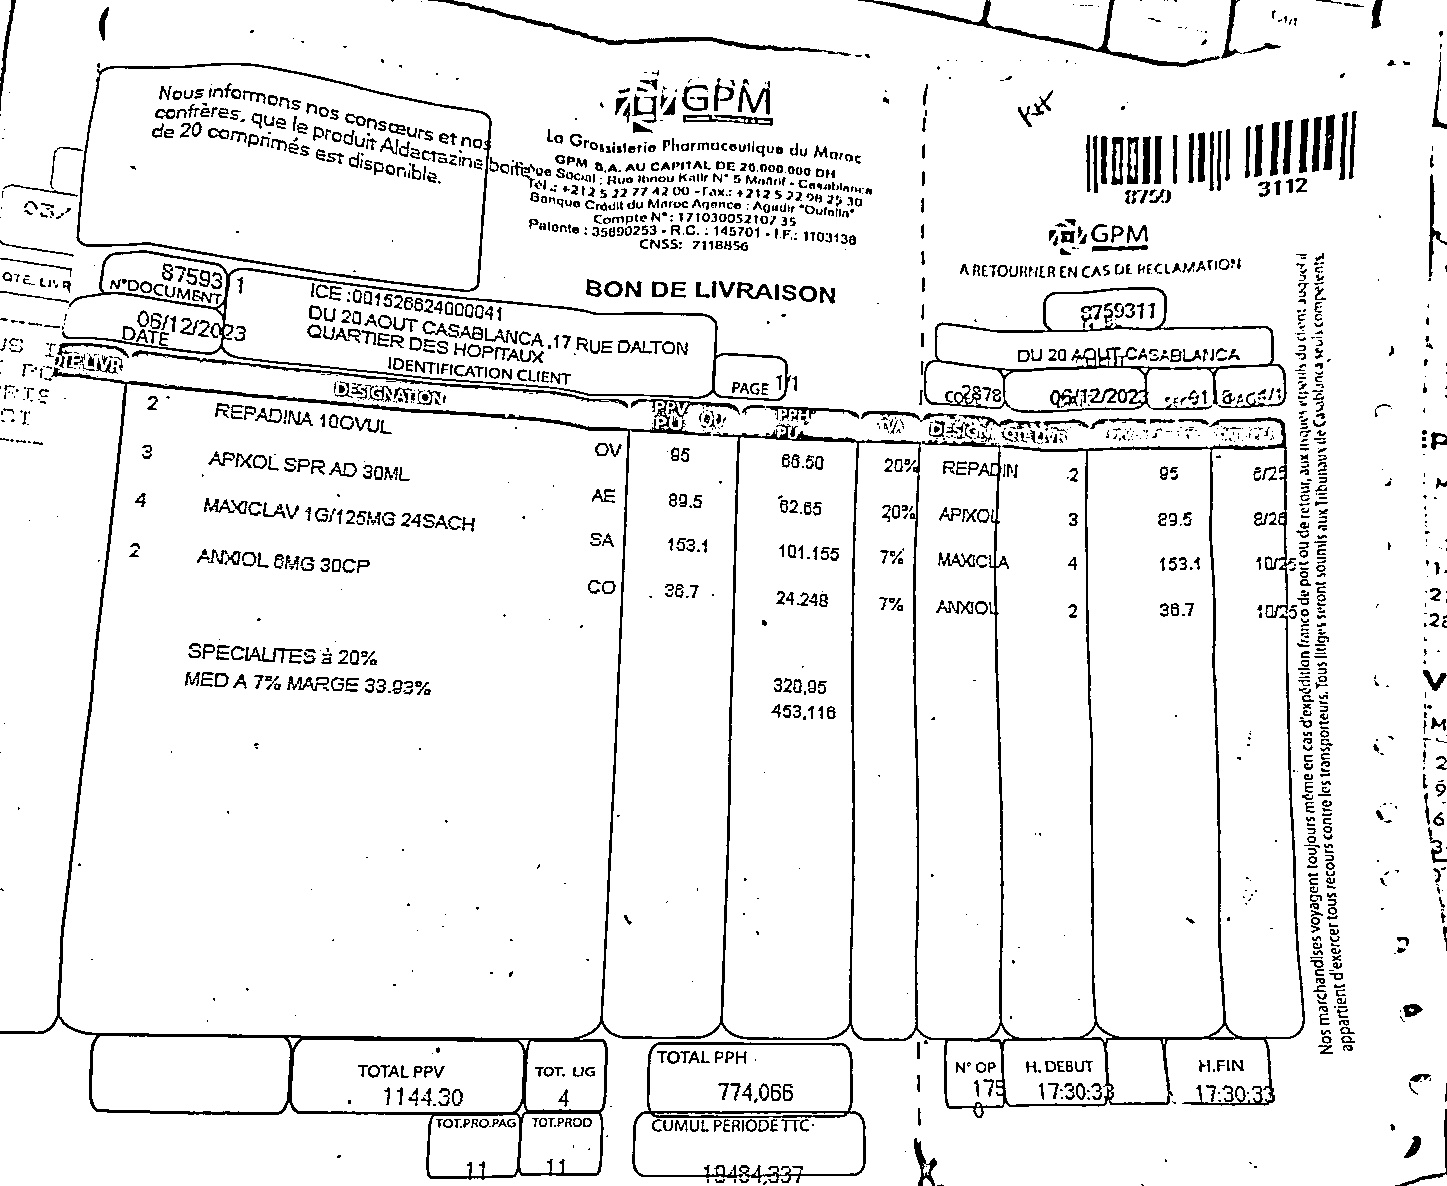 Nous informons nos consœurs et nos
confrères, que le produit Aldactazine boite
de 20 comprimés est disponible.
GPM
La Grossisterie Pharmaceutique du Maroc
GPM S.A. AU CAPITAL DE 20.000.000 DH
Social : Rue Ibnou Kalir N° 5 Maârif - Casablanca
Tél.: +212 5 22 77 42 00 - Fax.: +212 5 22 98 25 30
Banque Crédit du Maroc Agence : Agadir "Oufella"
Compte N°: 171030052107 35
Patente : 35890253 - R.C. : 145701 - I.F.: 1103138
CNSS: 7118856
BON DE LIVRAISON
87593 1
N°DOCUMENT
06/12/2023
DATE
ICE :001526624000041
DU 20 AOUT CASABLANCA ,17 RUE DALTON
QUARTIER DES HOPITAUX
IDENTIFICATION CLIENT
PAGE 1/1
QTE.LIVR DESIGNATION PPV PU PPH PU TVA
2 REPADINA 10OVUL OV 95 66.50 20%
3 APIXOL SPR AD 30ML AE 89.5 62.65 20%
4 MAXICLAV 1G/125MG 24SACH SA 153.1 101.155 7%
2 ANXIOL 6MG 30CP CO 36.7 24.248 7%
SPECIALITES à 20% 320,95
MED A 7% MARGE 33.93% 453,116
TOTAL PPV
1144.30
TOT. LIG
4
TOTAL PPH
774,066
TOT.PRO.PAG
11
TOT.PROD
11
CUMUL PERIODE TTC
19484,337
KH
8759 3112
GPM
A RETOURNER EN CAS DE RECLAMATION
8759311
DU 20 AOUT CASABLANCA
2878 06/12/2023
DESIGN QTE LIVR
REPADIN 2 95 6/25
APIXOL 3 89.5 8/26
MAXICLA 4 153.1 10/25
ANXIOL 2 36.7 10/25
N° OP
175
0
H. DEBUT
17:30:33
H.FIN
17:30:33
Nos marchandises voyagent toujours même en cas d'expédition franco de port ou de retour, aux risques et périls du client auquel il
appartient d'exercer tous recours contre les transporteurs. Tous litiges seront soumis aux Tribunaux de Casablanca seuls compétents.
03/
QTE. LIVR